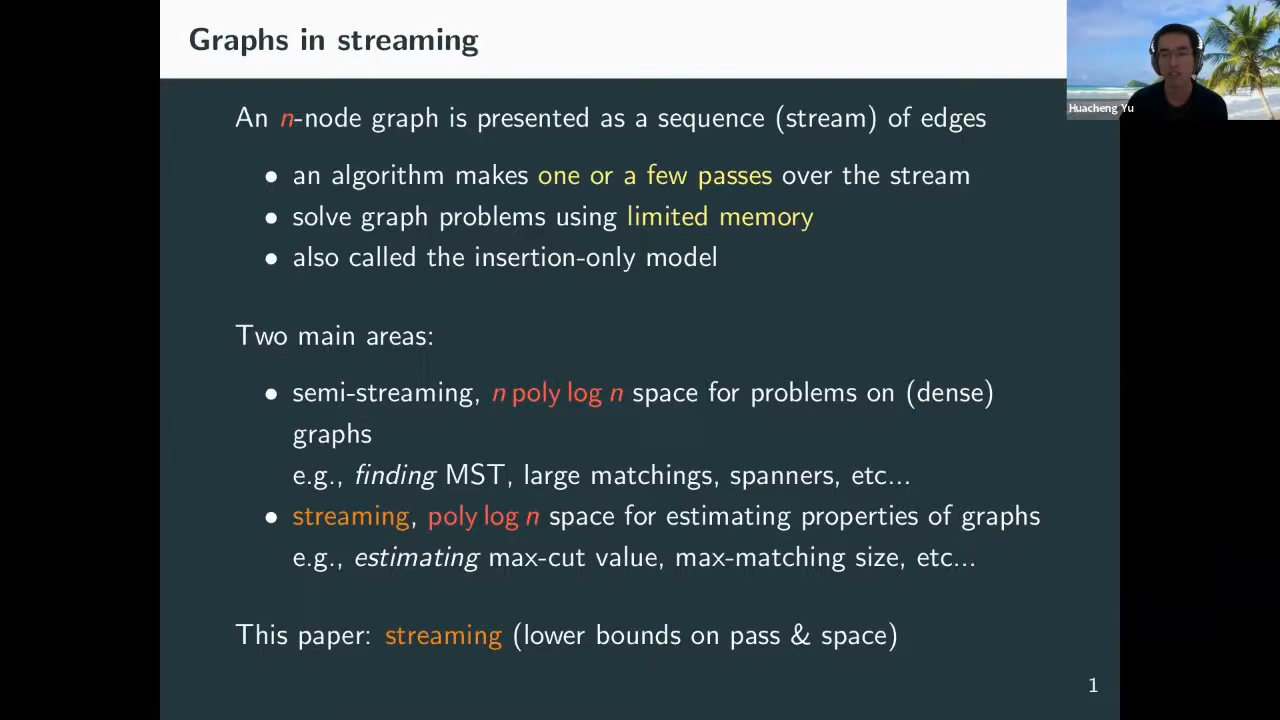 Graphs in streaming
Huacheng Yu
An n-node graph is presented as a sequence (stream) of edges
• an algorithm makes one or a few passes over the stream
• solve graph problems using limited memory
• also called the insertion-only model
Two main areas:
• semi-streaming, n poly log n space for problems on (dense)
graphs
e.g., finding MST, large matchings, spanners, etc...
• streaming, poly log n space for estimating properties of graphs
e.g., estimating max-cut value, max-matching size, etc...
This paper: streaming (lower bounds on pass & space)
1